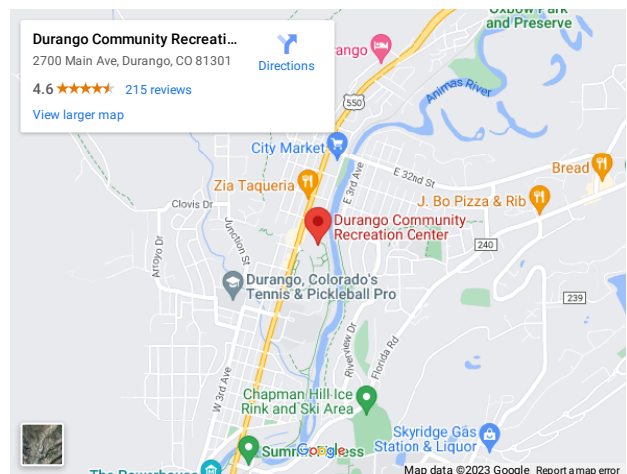 Durango Community Recreati...
2700 Main Ave, Durango, CO 81301
4.6
215 reviews
View larger map
Directions
Oxbow Park
and Preserve
rango
550
Animas River
City Market
E 32nd St
E 3rd Ave
Bread
Zia Taqueria
J. Bo Pizza & Rib
Clovis Dr
Junction St
Durango Community
Recreation Center
240
Arroyo Dr
Durango, Colorado's
Tennis & Pickleball Pro
239
Riverview Dr
Florida Rd
W 3rd Ave
Chapman Hill Ice
Rink and Ski Area
Skyridge Gas
Station & Liquor
Google
The Powerhouse
Map data ©2023 Google
Report a map error